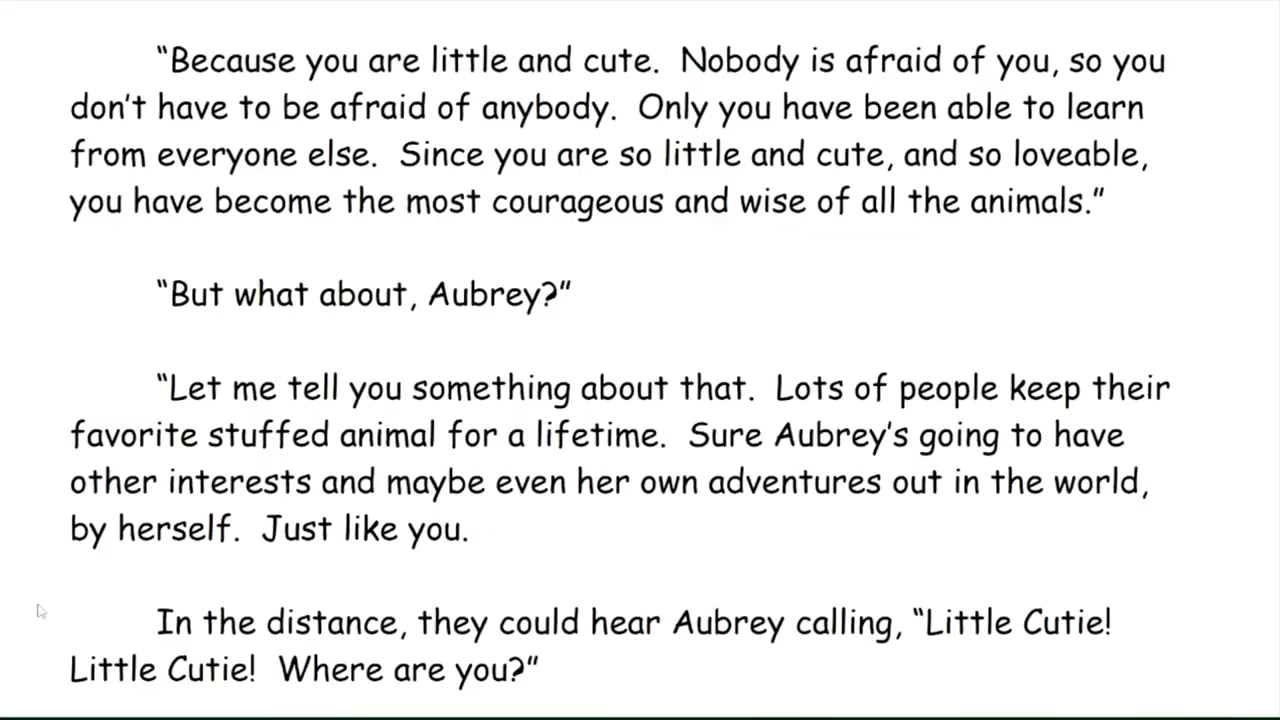 “Because you are little and cute.  Nobody is afraid of you, so you
don’t have to be afraid of anybody.  Only you have been able to learn
from everyone else.  Since you are so little and cute, and so loveable,
you have become the most courageous and wise of all the animals.”
“But what about, Aubrey?”
“Let me tell you something about that.  Lots of people keep their
favorite stuffed animal for a lifetime.  Sure Aubrey’s going to have
other interests and maybe even her own adventures out in the world,
by herself.  Just like you.
In the distance, they could hear Aubrey calling, “Little Cutie!
Little Cutie!  Where are you?”